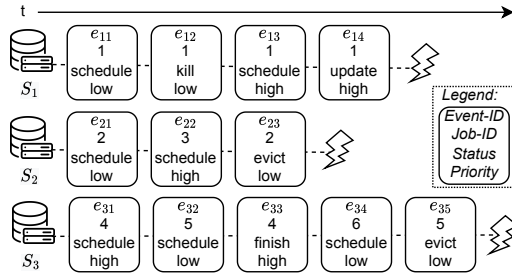 t
e11 e12 e13 e14
1 1 1 1
schedule kill schedule update
low low high high
S1
Legend:
Event-ID
Job-ID
Status
Priority
e21 e22 e23
2 3 2
schedule schedule evict
low high low
S2
e31 e32 e33 e34 e35
4 5 4 6 5
schedule schedule finish schedule evict
high low high low low
S3